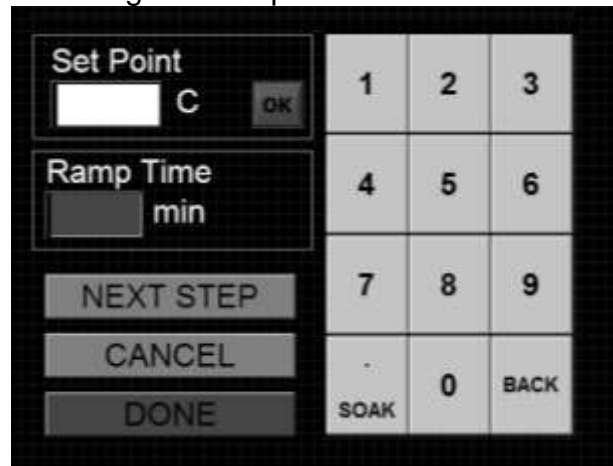 Set Point
C OK
Ramp Time
min
NEXT STEP
CANCEL
DONE
1 2 3
4 5 6
7 8 9
. SOAK 0 BACK